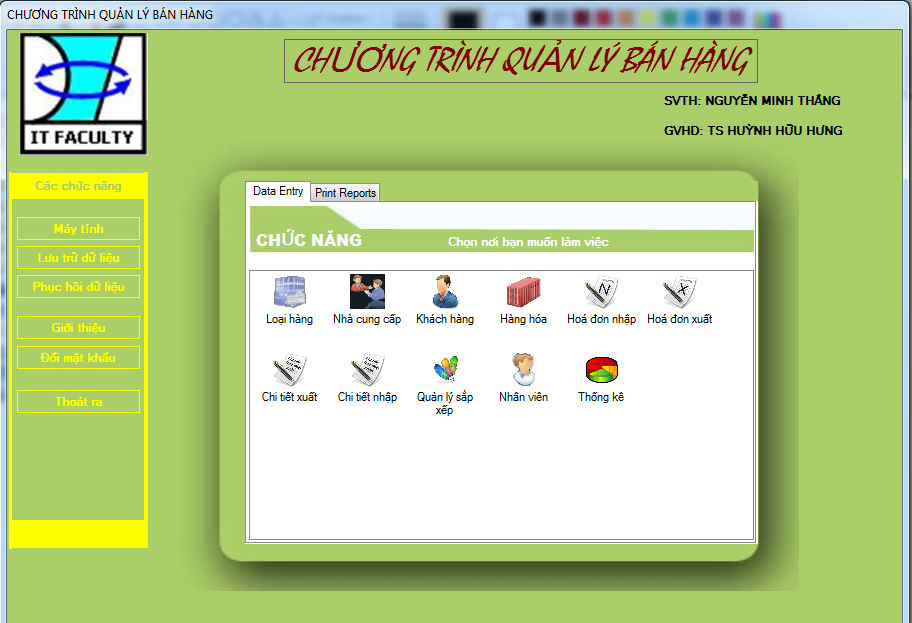 CHƯƠNG TRÌNH QUẢN LÝ BÁN HÀNG
CHƯƠNG TRÌNH QUẢN LÝ BÁN HÀNG
IT FACULTY
SVTH: NGUYỄN MINH THẮNG
GVHD: TS HUỲNH HỮU HƯNG
Các chức năng
Máy tính
Lưu trữ dữ liệu
Phục hồi dữ liệu
Giới thiệu
Đổi mật khẩu
Thoát ra
Data Entry
Print Reports
CHỨC NĂNG
Chọn nơi bạn muốn làm việc
Loại hàng
Nhà cung cấp
Khách hàng
Hàng hóa
Hoá đơn nhập
Hoá đơn xuất
Chi tiết xuất
Chi tiết nhập
Quản lý sắp
xếp
Nhân viên
Thống kê